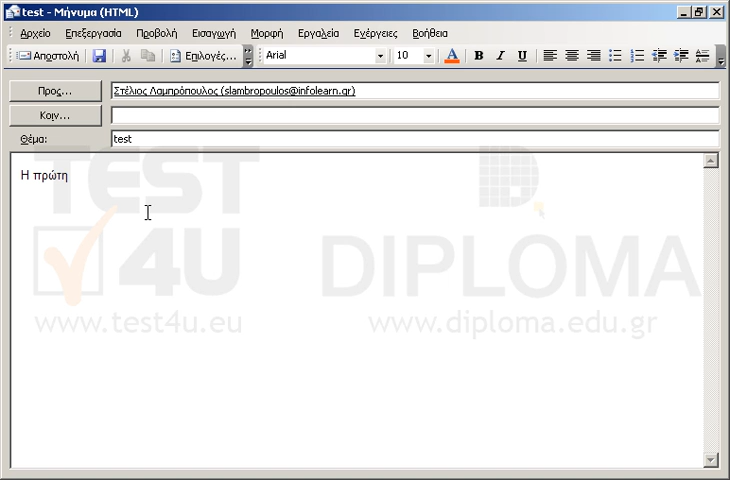 test - Μήνυμα (HTML)
Αρχείο Επεξεργασία Προβολή Εισαγωγή Μορφή Εργαλεία Ενέργειες Βοήθεια
Αποστολή Επιλογές... Arial 10 A B I U
Προς... Στέλιος Λαμπρόπουλος (slambropoulos@infolearn.gr)
Κοιν...
Θέμα: test
Η πρώτη
TEST 4U
www.test4u.eu
DIPLOMA
www.diploma.edu.gr